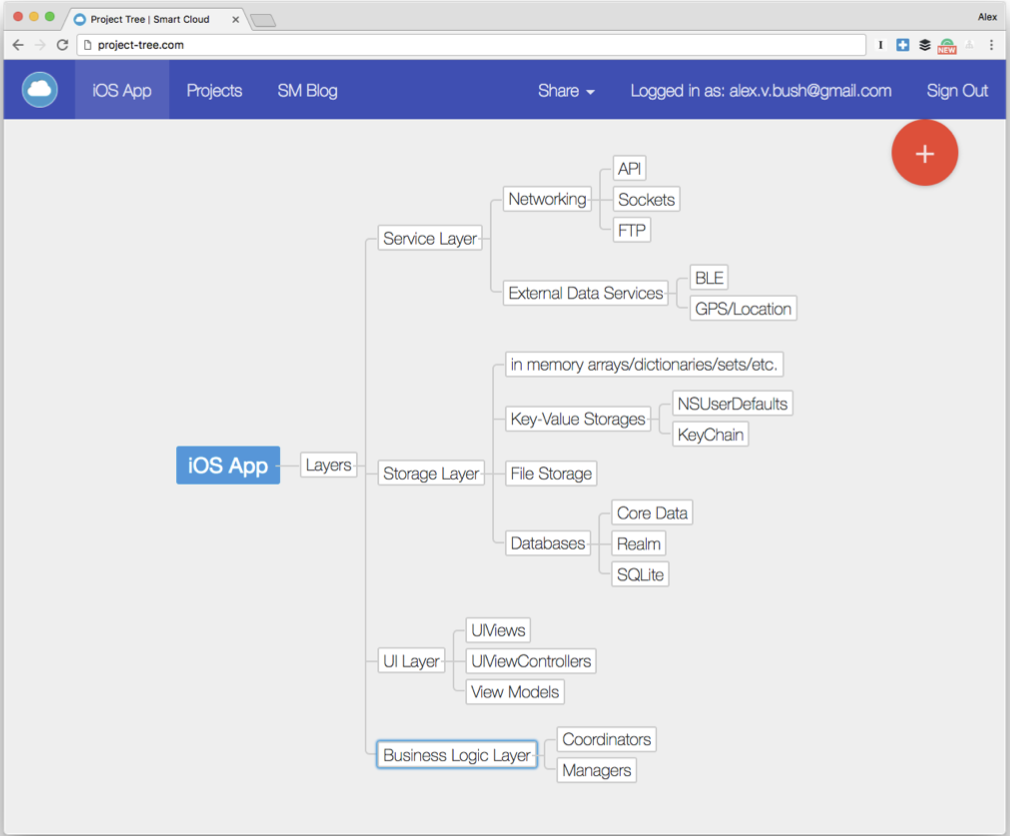 Project Tree | Smart Cloud
Alex
project-tree.com
NEW
iOS App
Projects
SM Blog
Share
Logged in as: alex.v.bush@gmail.com
Sign Out
+
iOS App
Layers
Service Layer
Networking
API
Sockets
FTP
External Data Services
BLE
GPS/Location
Storage Layer
in memory arrays/dictionaries/sets/etc.
Key-Value Storages
NSUserDefaults
KeyChain
File Storage
Databases
Core Data
Realm
SQLite
UI Layer
UIViews
UIViewControllers
View Models
Business Logic Layer
Coordinators
Managers